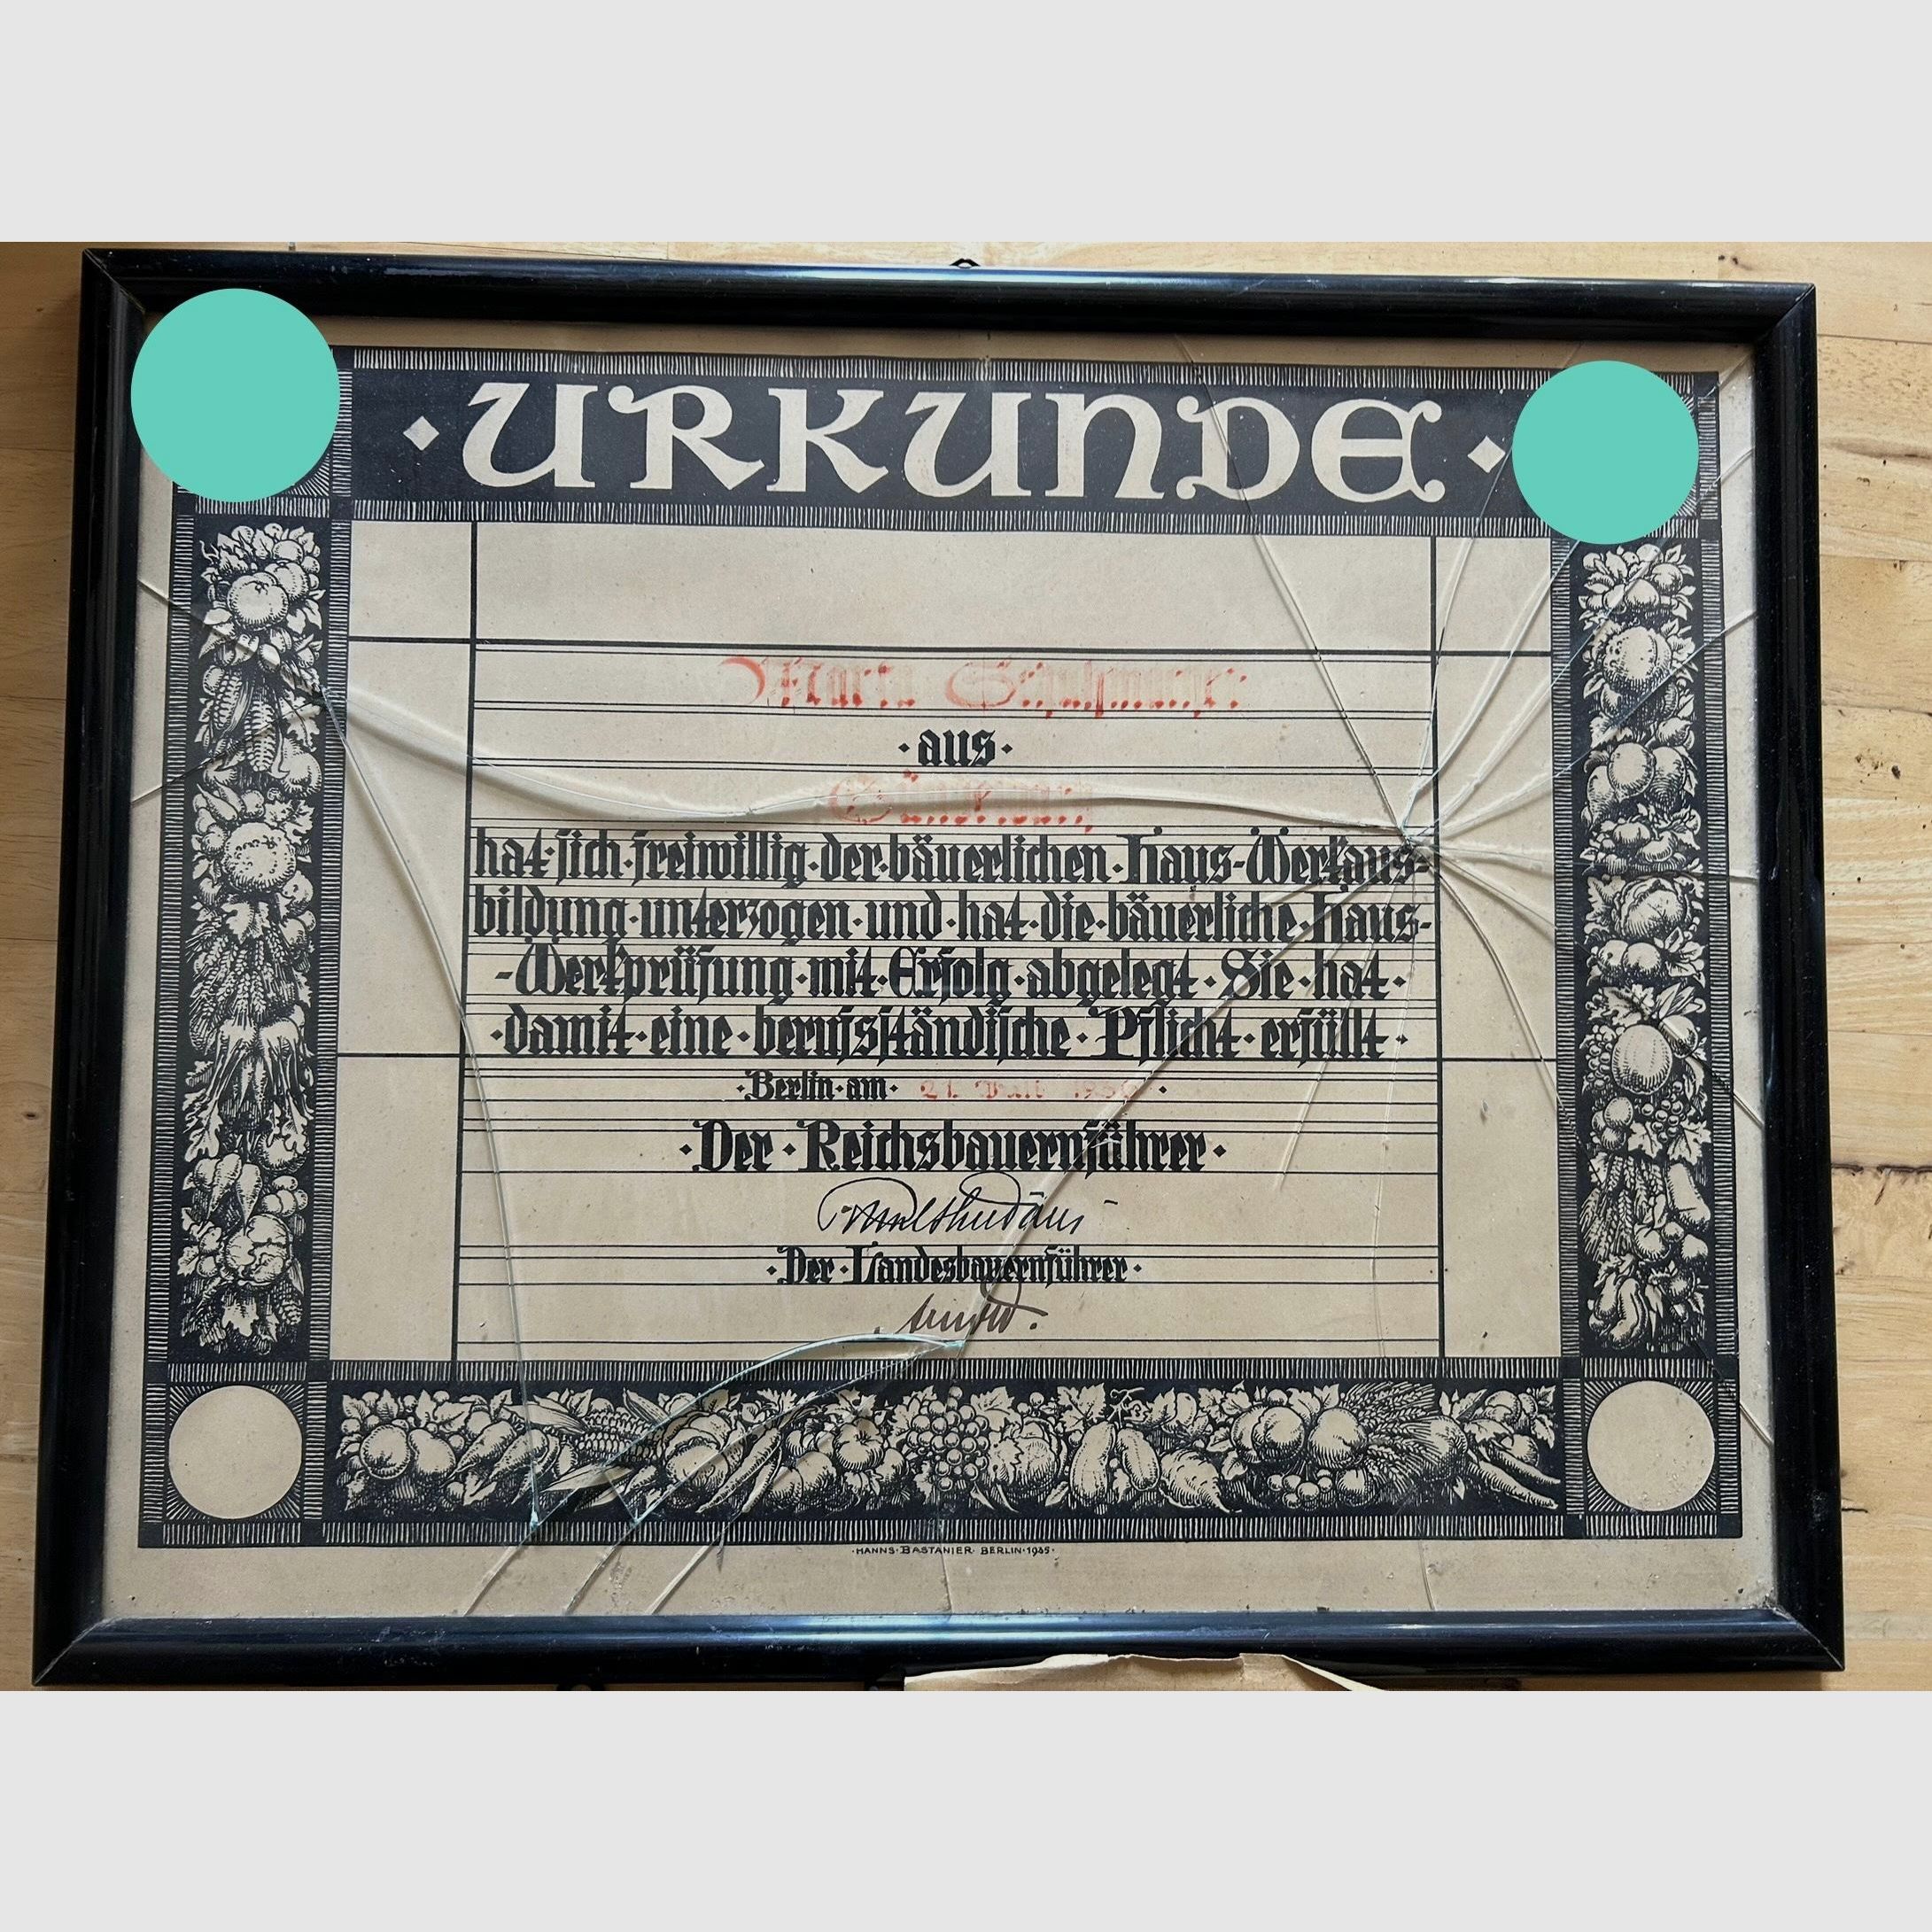 ·URKUNDE·
·aus·
hat·sich·freiwillig·der·bäuerlichen·Haus-Werkaus-
bildung·unterzogen·und·hat·die·bäuerliche·Haus-
-Werkprüfung·mit·Erfolg·abgelegt·Sie·hat·
·damit·eine·berufsständische·Pflicht·erfüllt·
·Berlin·am· 21.
·Der·Reichsbauernführer·
·Der·Landesbauernführer·
·HANNS·BASTANIER·BERLIN·1935·